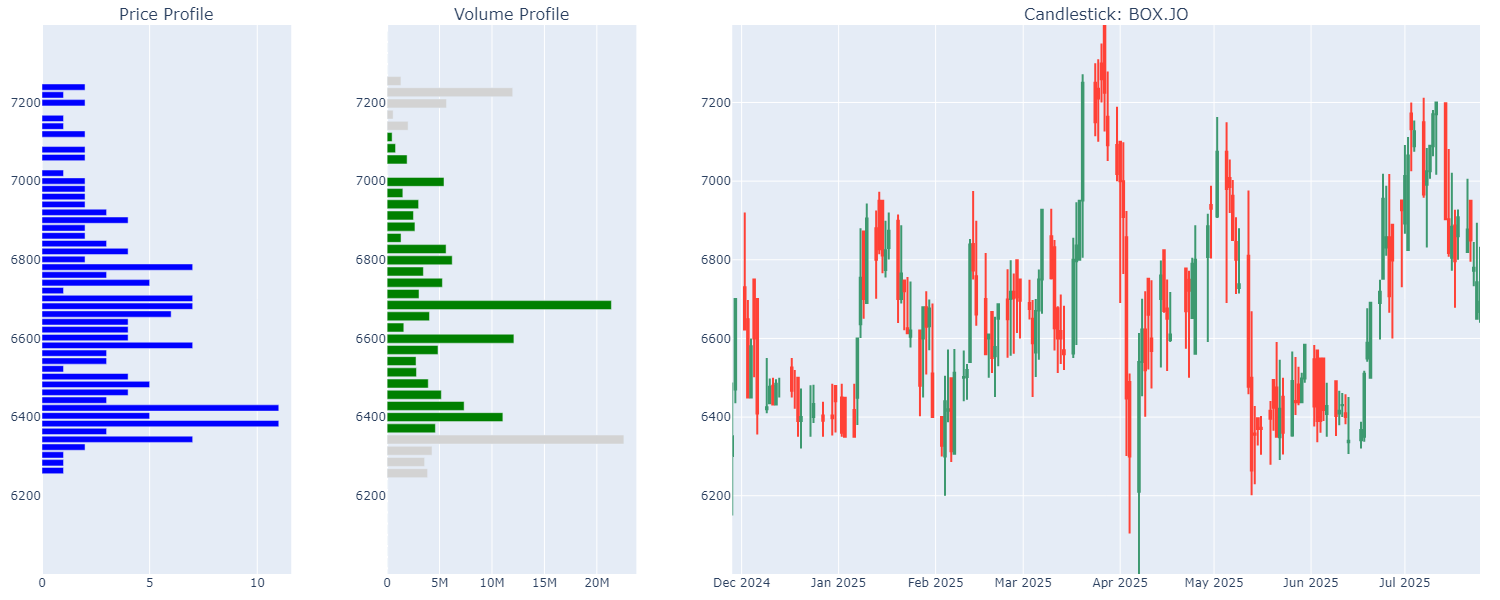 Price Profile
Volume Profile
Candlestick: BOX.JO
7200
7000
6800
6600
6400
6200
0
5
10
7200
7000
6800
6600
6400
6200
0
5M
10M
15M
20M
7200
7000
6800
6600
6400
6200
Dec 2024
Jan 2025
Feb 2025
Mar 2025
Apr 2025
May 2025
Jun 2025
Jul 2025